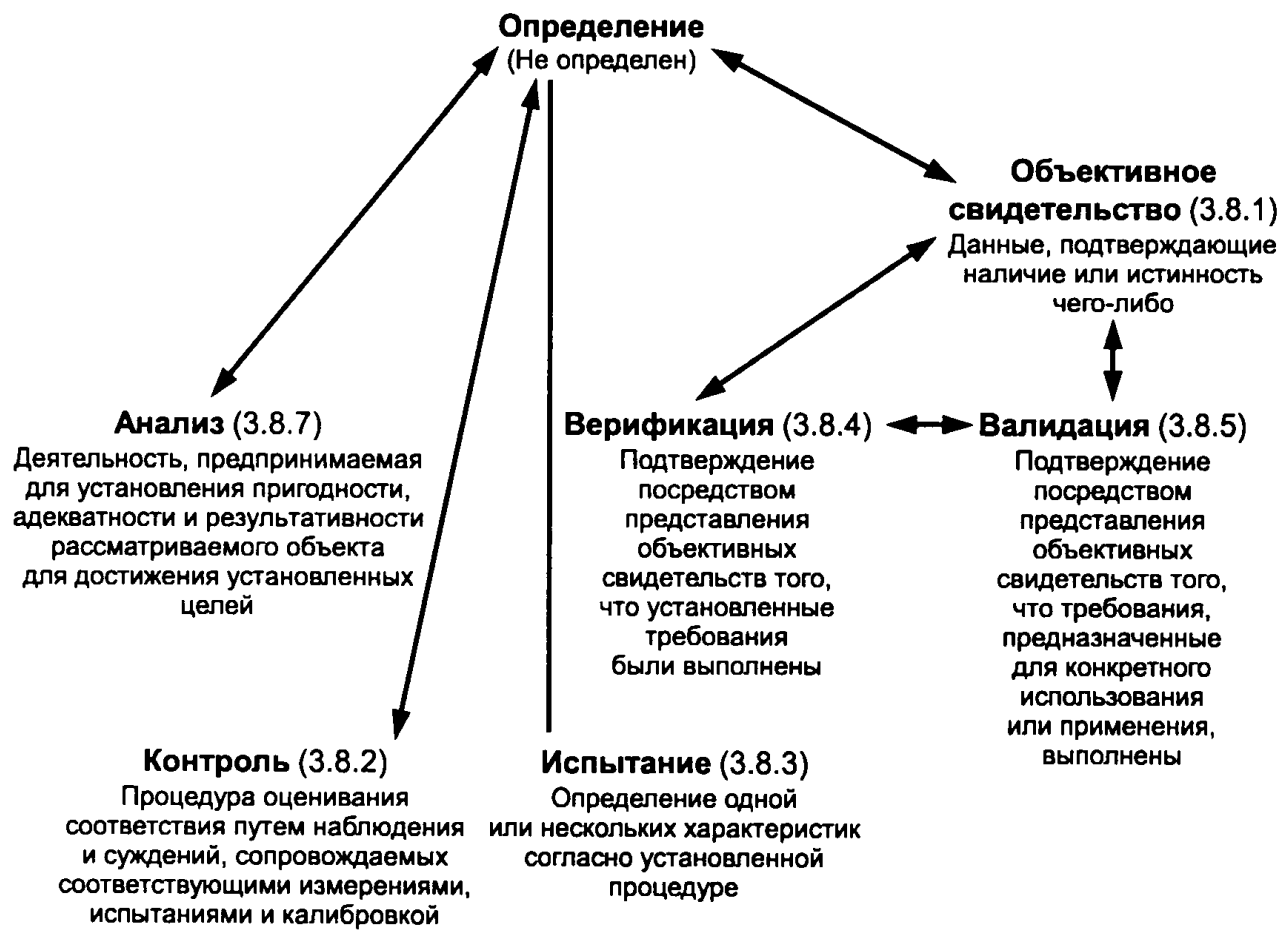 Определение
(Не определен)
Объективное
свидетельство (3.8.1)
Данные, подтверждающие
наличие или истинность
чего-либо
Анализ (3.8.7)
Деятельность, предпринимаемая
для установления пригодности,
адекватности и результативности
рассматриваемого объекта
для достижения установленных
целей
Верификация (3.8.4)
Подтверждение
посредством
представления
объективных
свидетельств того,
что установленные
требования
были выполнены
Валидация (3.8.5)
Подтверждение
посредством
представления
объективных
свидетельств того,
что требования,
предназначенные
для конкретного
использования
или применения,
выполнены
Контроль (3.8.2)
Процедура оценивания
соответствия путем наблюдения
и суждений, сопровождаемых
соответствующими измерениями,
испытаниями и калибровкой
Испытание (3.8.3)
Определение одной
или нескольких характеристик
согласно установленной
процедуре